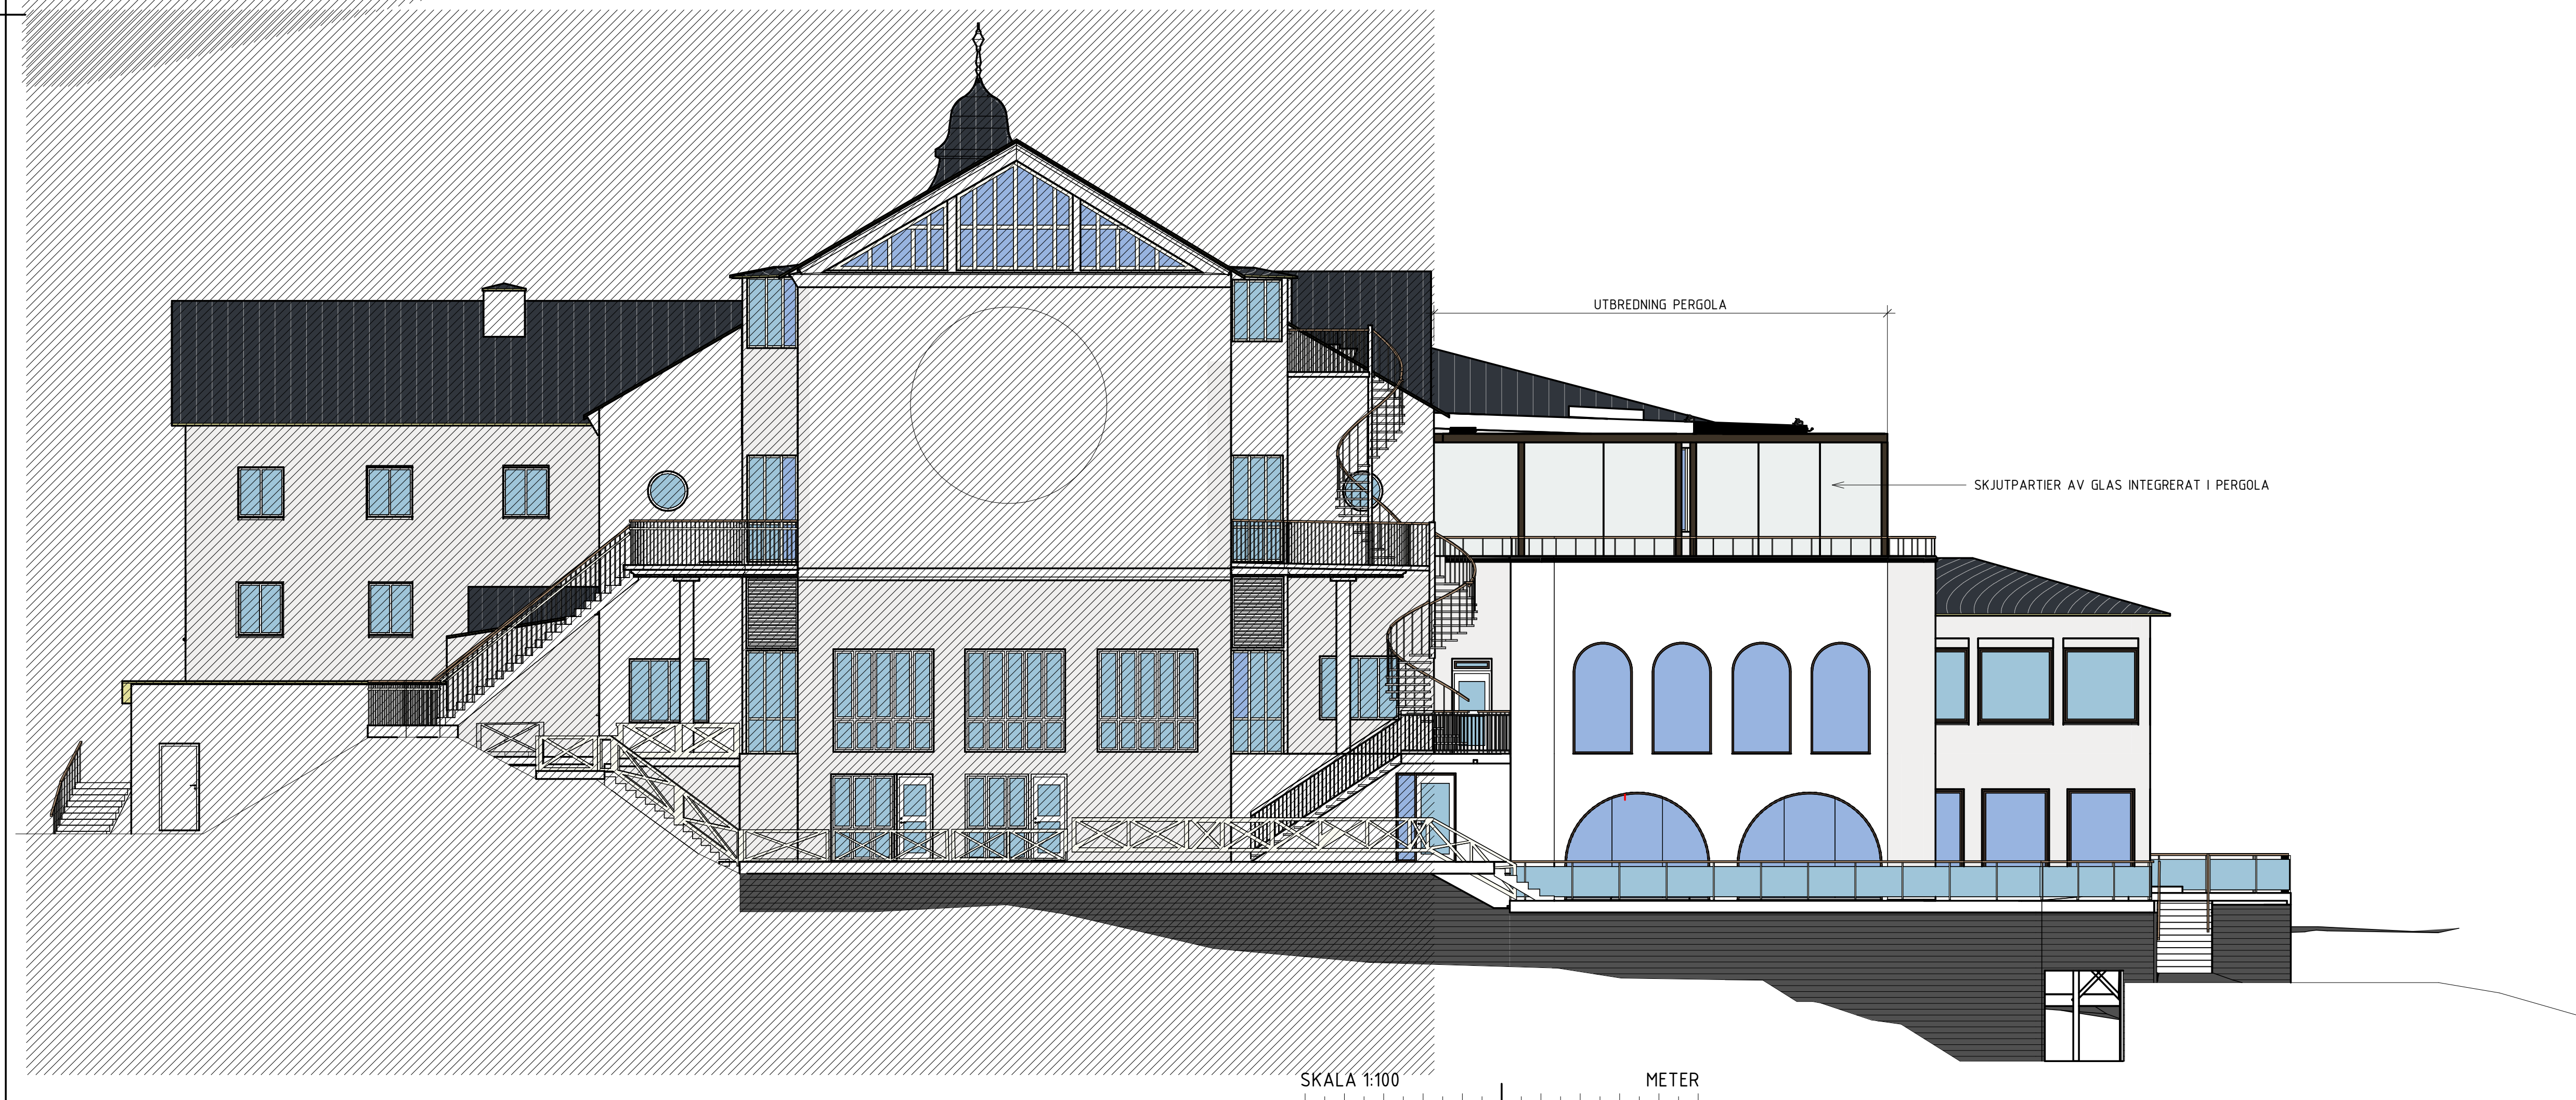 UTBREDNING PERGOLA
SKJUTPARTIER AV GLAS INTEGRERAT I PERGOLA
SKALA 1:100
METER